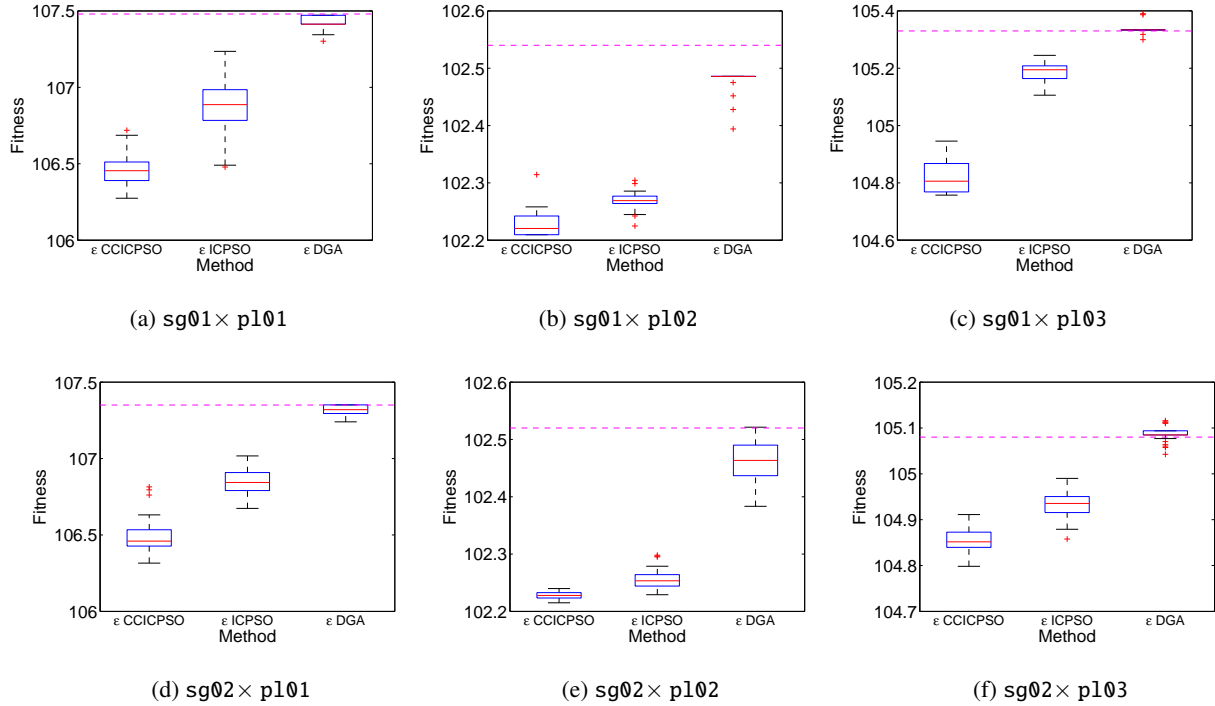 107.5
107
106.5
106
Fitness
ε CCICPSO
ε ICPSO
ε DGA
Method
(a) sg01× pl01
102.6
102.5
102.4
102.3
102.2
Fitness
ε CCICPSO
ε ICPSO
ε DGA
Method
(b) sg01× pl02
105.4
105.2
105
104.8
104.6
Fitness
ε CCICPSO
ε ICPSO
ε DGA
Method
(c) sg01× pl03
107.5
107
106.5
106
Fitness
ε CCICPSO
ε ICPSO
ε DGA
Method
(d) sg02× pl01
102.6
102.5
102.4
102.3
102.2
Fitness
ε CCICPSO
ε ICPSO
ε DGA
Method
(e) sg02× pl02
105.2
105.1
105
104.9
104.8
104.7
Fitness
ε CCICPSO
ε ICPSO
ε DGA
Method
(f) sg02× pl03